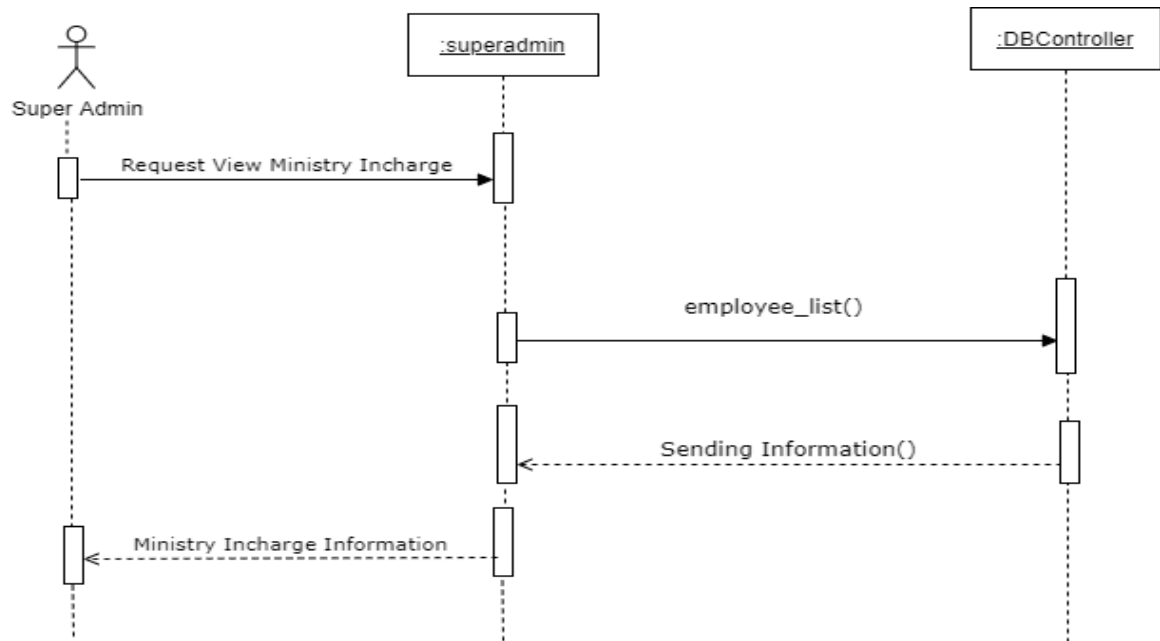 :superadmin
:DBController
Super Admin
Request View Ministry Incharge
employee_list()
Sending Information()
Ministry Incharge Information